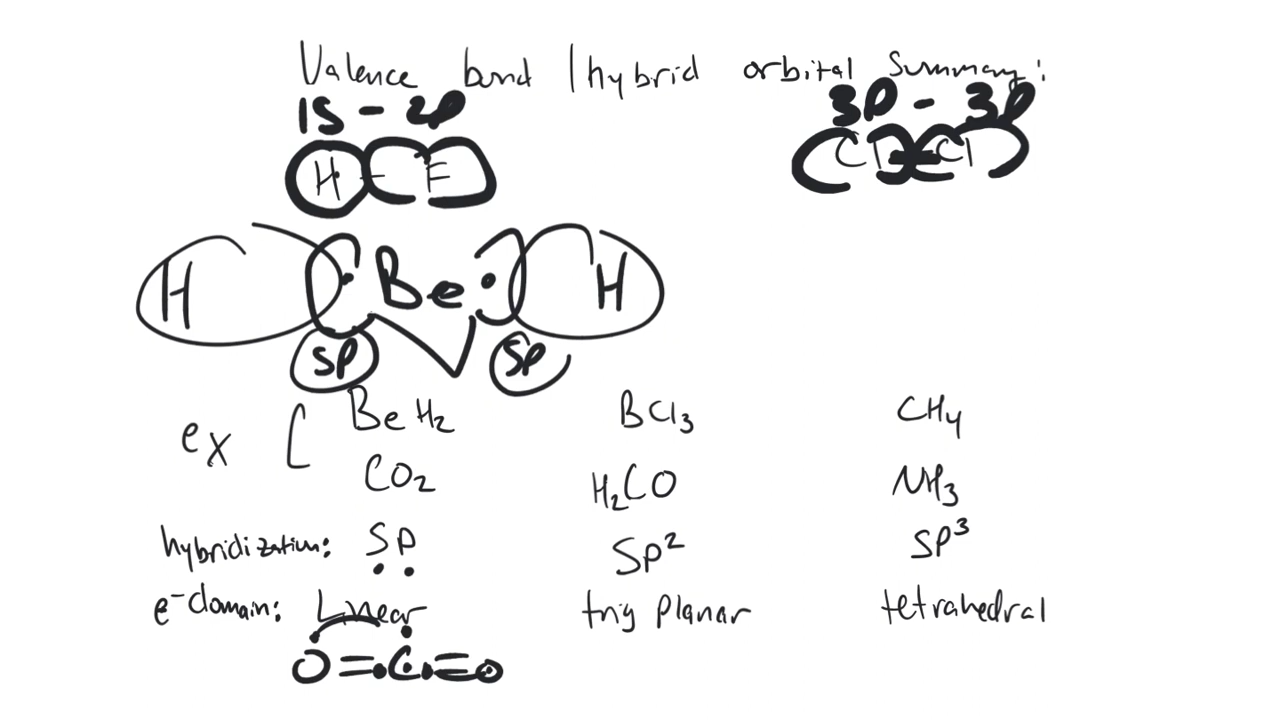 Valence bond / hybrid orbital Summary:
1S - 2P 3P - 3P
H - F Cl - Cl
H Be H
SP SP
ex [ BeH₂ BCl₃ CH₄
CO₂ H₂CO NH₃
hybridization: SP SP² SP³
e⁻ domain: Linear trig planar tetrahedral
O = C = O